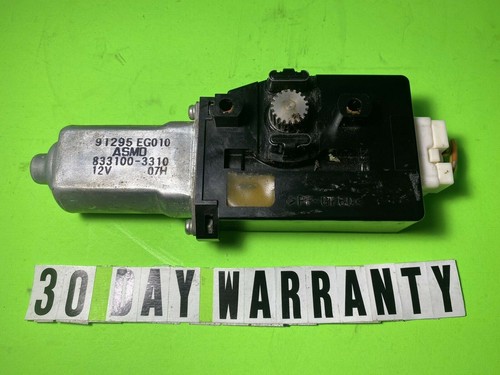 91295 EG010
ASMO
833100-3310
12V 07H
30 DAY WARRANTY